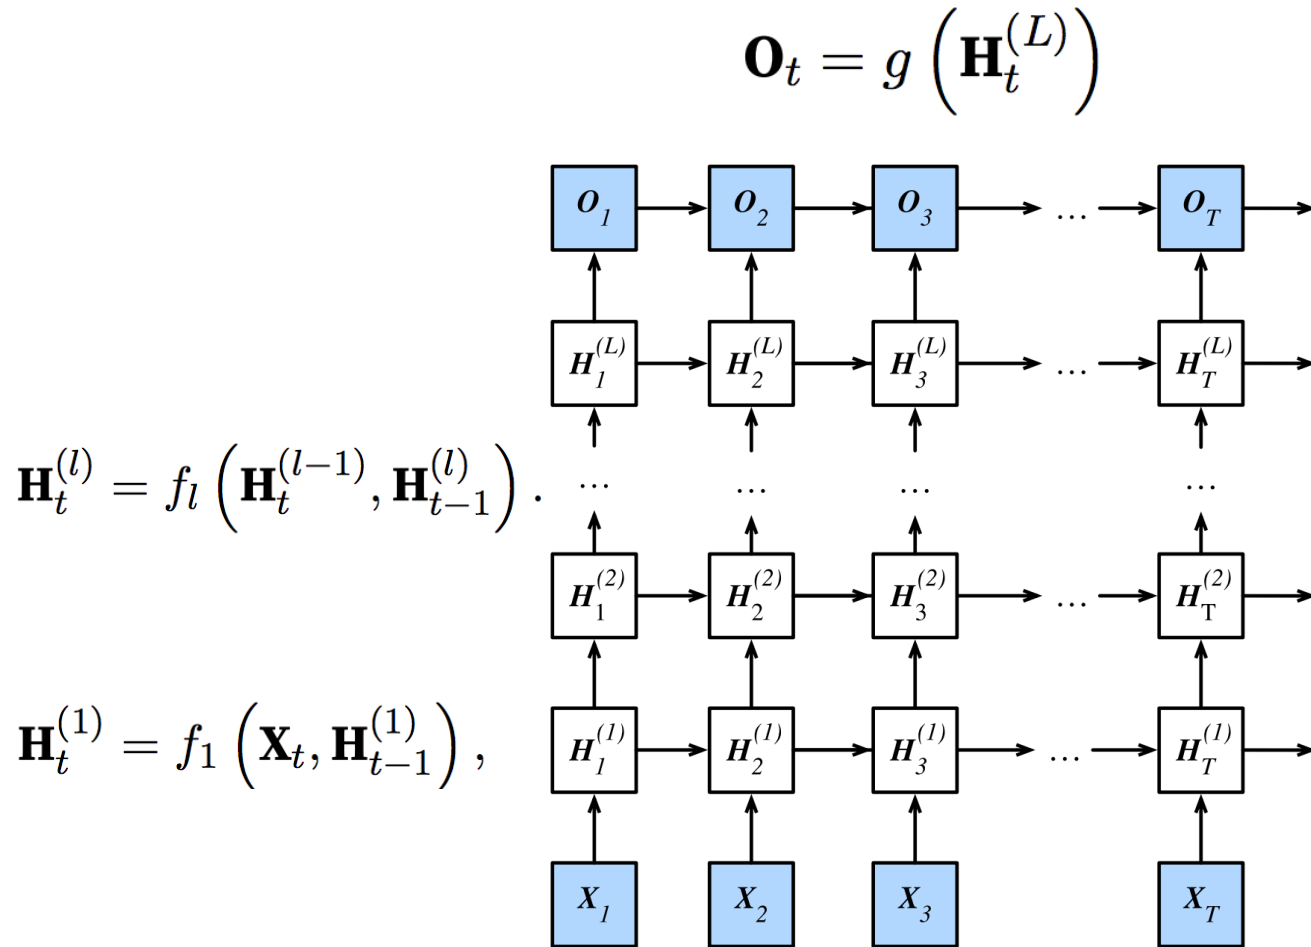 𝐎_t = g(𝐇_t^{(L)})
O_1 O_2 O_3 ... O_T
H_1^{(L)} H_2^{(L)} H_3^{(L)} ... H_T^{(L)}
𝐇_t^{(l)} = f_l(𝐇_t^{(l−1)}, 𝐇_{t−1}^{(l)}). ... ... ... ...
H_1^{(2)} H_2^{(2)} H_3^{(2)} ... H_T^{(2)}
𝐇_t^{(1)} = f_1(𝐗_t, 𝐇_{t−1}^{(1)}), H_1^{(1)} H_2^{(1)} H_3^{(1)} ... H_T^{(1)}
X_1 X_2 X_3 X_T